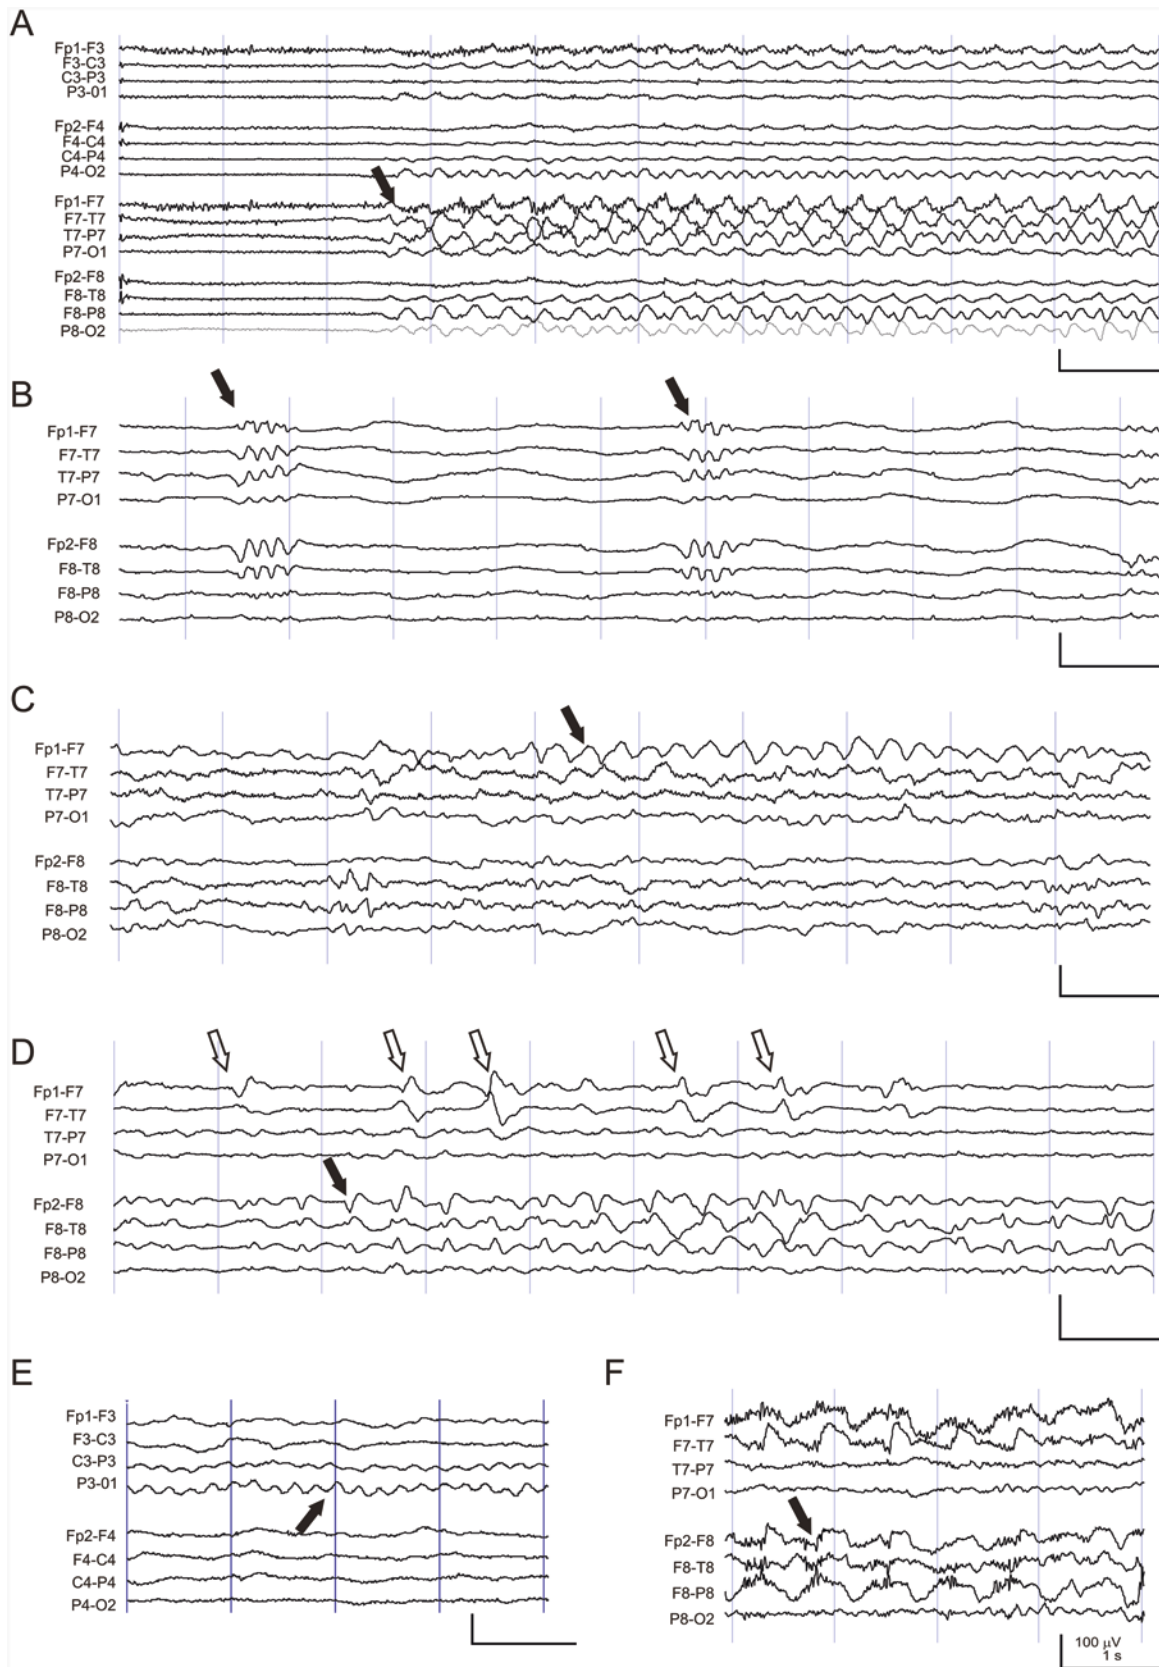 A
Fp1-F3
F3-C3
C3-P3
P3-01
Fp2-F4
F4-C4
C4-P4
P4-O2
Fp1-F7
F7-T7
T7-P7
P7-O1
Fp2-F8
F8-T8
F8-P8
P8-O2
B
Fp1-F7
F7-T7
T7-P7
P7-O1
Fp2-F8
F8-T8
F8-P8
P8-O2
C
Fp1-F7
F7-T7
T7-P7
P7-O1
Fp2-F8
F8-T8
F8-P8
P8-O2
D
Fp1-F7
F7-T7
T7-P7
P7-O1
Fp2-F8
F8-T8
F8-P8
P8-O2
E
Fp1-F3
F3-C3
C3-P3
P3-01
Fp2-F4
F4-C4
C4-P4
P4-O2
F
Fp1-F7
F7-T7
T7-P7
P7-O1
Fp2-F8
F8-T8
F8-P8
P8-O2
100 µV
1 s